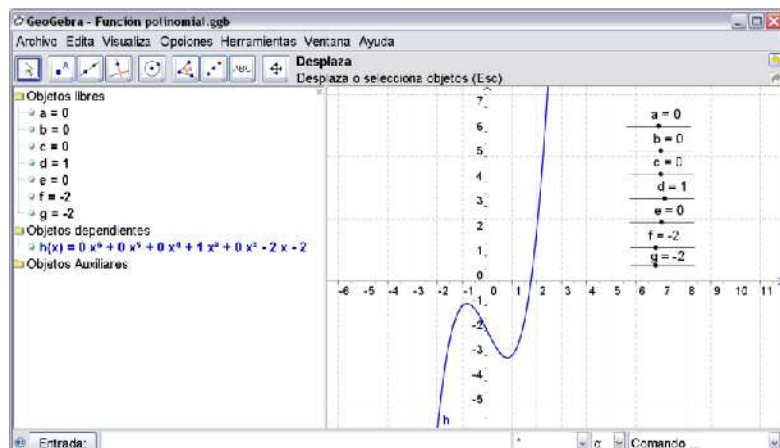 GeoGebra - Función polinomial.ggb
Archivo Edita Visualiza Opciones Herramientas Ventana Ayuda
ABC
Desplaza
Desplaza o selecciona objetos (Esc)
Objetos libres
a = 0
b = 0
c = 0
d = 1
e = 0
f = -2
g = -2
Objetos dependientes
h(x) = 0 x⁶ + 0 x⁵ + 0 x⁴ + 1 x³ + 0 x² - 2 x - 2
Objetos Auxiliares
7
6
5
4
3
2
1
0
-1
-2
-3
-4
-5
-6 -5 -4 -3 -2 -1 0 1 2 3 4 5 6 7 8 9 10 11
h
a = 0
b = 0
c = 0
d = 1
e = 0
f = -2
g = -2
Entrada:
°
α
Comando ...